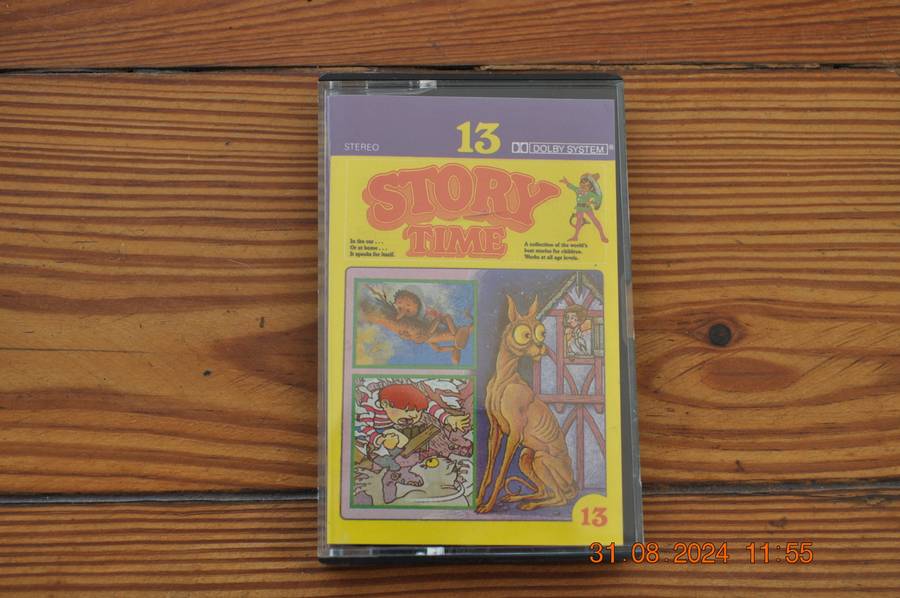 13
STEREO
DOLBY SYSTEM®
STORY
TIME
In the car . . .
Or at home . . .
It speaks for itself.
A collection of the world's
best stories for children.
Works at all age levels.
13
31.08.2024 11:55